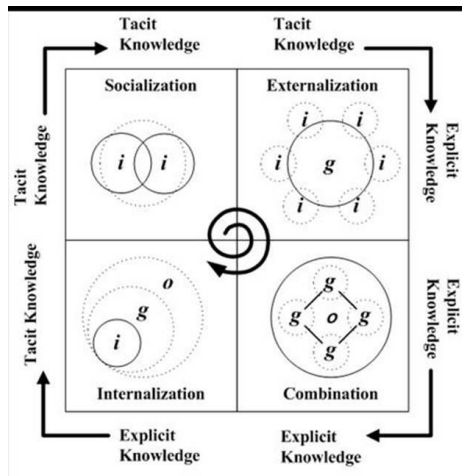 Tacit
Knowledge
Tacit
Knowledge
Tacit
Knowledge
Socialization
Externalization
Explicit
Knowledge
i i
i i
i g i
i i
Tacit Knowledge
o
g
i
g
g o g
g
Explicit
Knowledge
Internalization
Combination
Explicit
Knowledge
Explicit
Knowledge